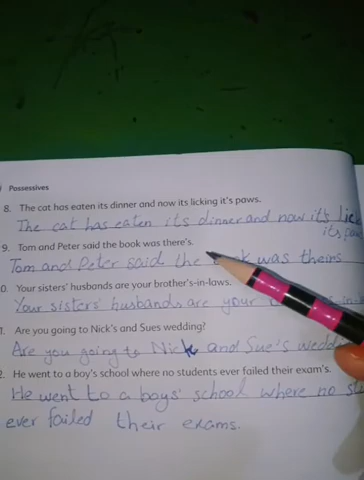 Possessives
8. The cat has eaten its dinner and now its licking it's paws.
The cat has eaten its dinner and now it's
its
9. Tom and Peter said the book was there's.
Tom and Peter said the was theirs
0. Your sisters' husbands are your brother's-in-laws.
Your sisters' husbands are your
1. Are you going to Nick's and Sues wedding?
Are you going to Nick and Sue's
2. He went to a boy's school where no students ever failed their exam's.
He went to a boys' school where no
ever failed their exams.